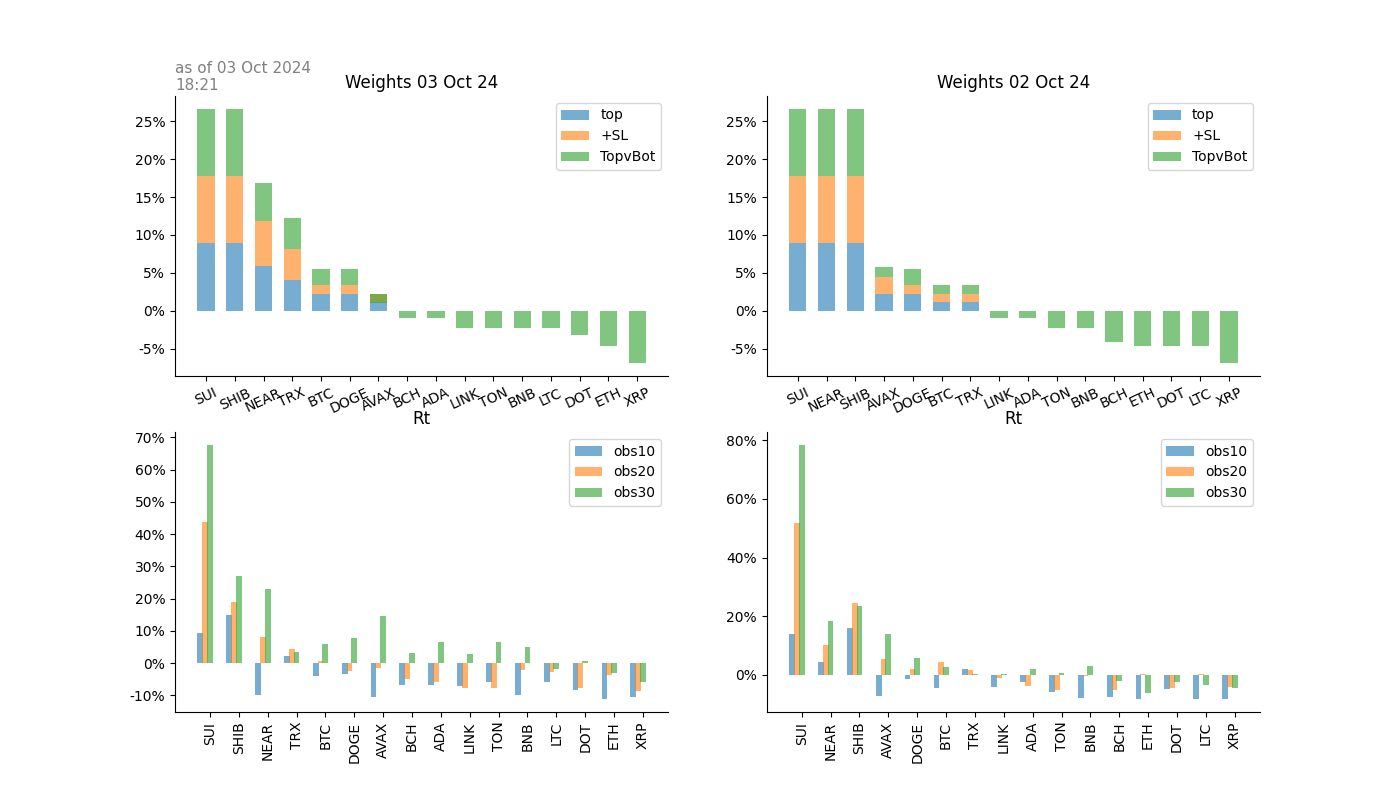 as of 03 Oct 2024
18:21
Weights 03 Oct 24
25%
20%
15%
10%
5%
0%
-5%
top
+SL
TopvBot
SUI SHIB NEAR TRX BTC DOGE AVAX BCH ADA LINK TON BNB LTC DOT ETH XRP
Weights 02 Oct 24
25%
20%
15%
10%
5%
0%
-5%
top
+SL
TopvBot
SUI NEAR SHIB AVAX DOGE BTC TRX LINK ADA TON BNB BCH ETH DOT LTC XRP
Rt
70%
60%
50%
40%
30%
20%
10%
0%
-10%
obs10
obs20
obs30
SUI SHIB NEAR TRX BTC DOGE AVAX BCH ADA LINK TON BNB LTC DOT ETH XRP
Rt
80%
60%
40%
20%
0%
obs10
obs20
obs30
SUI NEAR SHIB AVAX DOGE BTC TRX LINK ADA TON BNB BCH ETH DOT LTC XRP